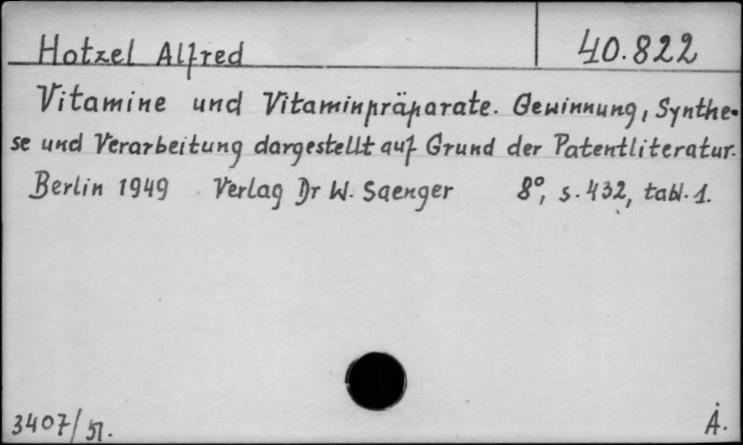 Hotzel Alfred 40.822
Vitamine und Vitaminpräparate. Gewinnung, Synthe-
se und Verarbeitung dargestellt auf Grund der Patentliteratur.
Berlin 1949 Verlag Dr W. Saenger 8°, s. 432, tabl. 1.
3407/51. A.